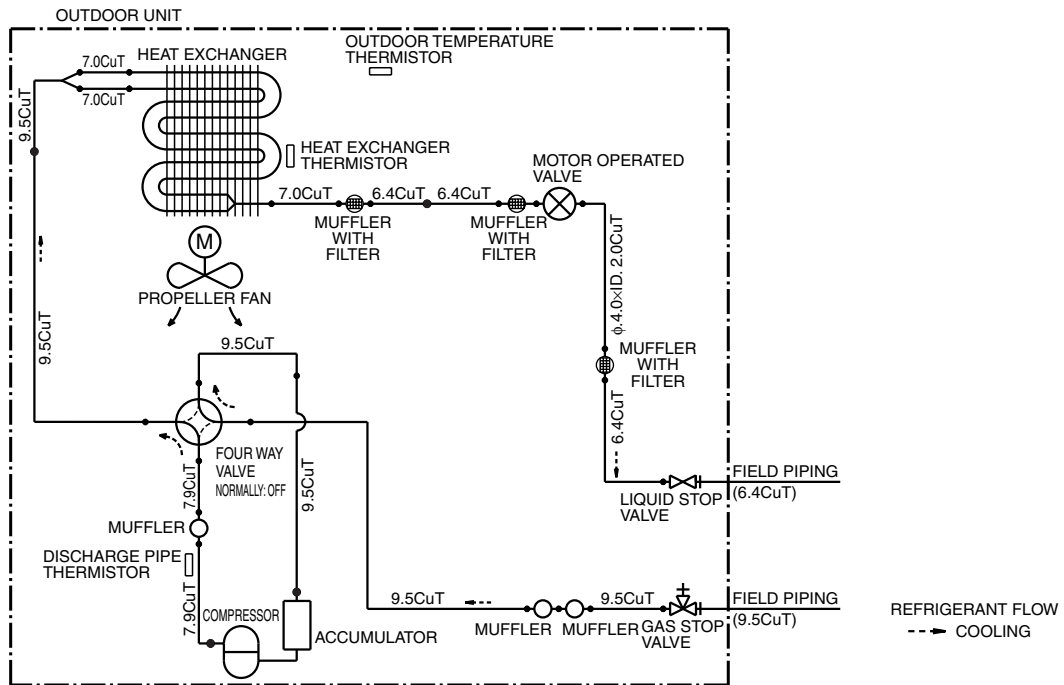 OUTDOOR UNIT
HEAT EXCHANGER
OUTDOOR TEMPERATURE
THERMISTOR
7.0CuT
7.0CuT
9.5CuT
HEAT EXCHANGER
THERMISTOR
MOTOR OPERATED
VALVE
7.0CuT
6.4CuT
6.4CuT
MUFFLER
WITH
FILTER
MUFFLER
WITH
FILTER
M
PROPELLER FAN
ϕ4.0×ID. 2.0CuT
9.5CuT
9.5CuT
MUFFLER
WITH
FILTER
6.4CuT
FOUR WAY
VALVE
NORMALLY: OFF
7.9CuT
9.5CuT
FIELD PIPING
(6.4CuT)
LIQUID STOP
VALVE
MUFFLER
DISCHARGE PIPE
THERMISTOR
7.9CuT
COMPRESSOR
ACCUMULATOR
9.5CuT
9.5CuT
MUFFLER
MUFFLER
GAS STOP
VALVE
FIELD PIPING
(9.5CuT)
REFRIGERANT FLOW
COOLING